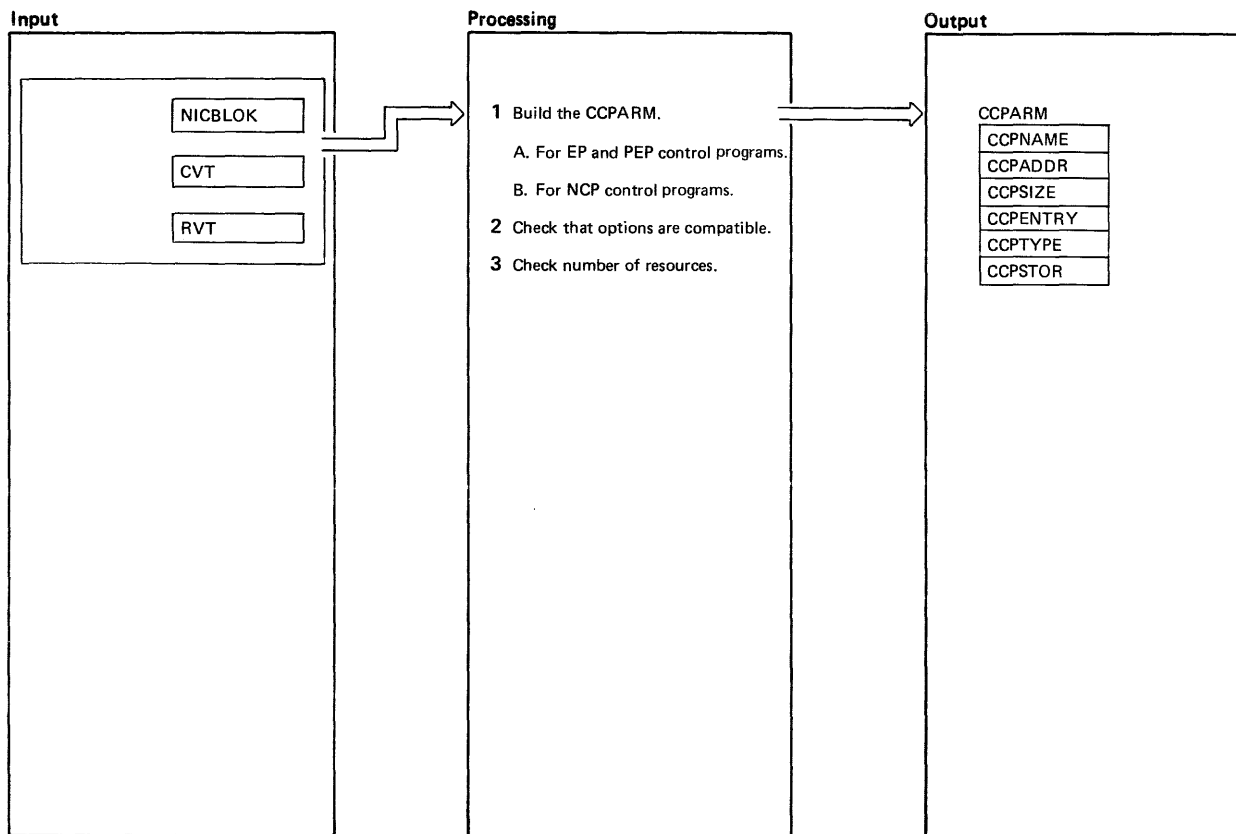 Input
NICBLOK
CVT
RVT
Processing
1 Build the CCPARM.
A. For EP and PEP control programs.
B. For NCP control programs.
2 Check that options are compatible.
3 Check number of resources.
Output
CCPARM
CCPNAME
CCPADDR
CCPSIZE
CCPENTRY
CCPTYPE
CCPSTOR